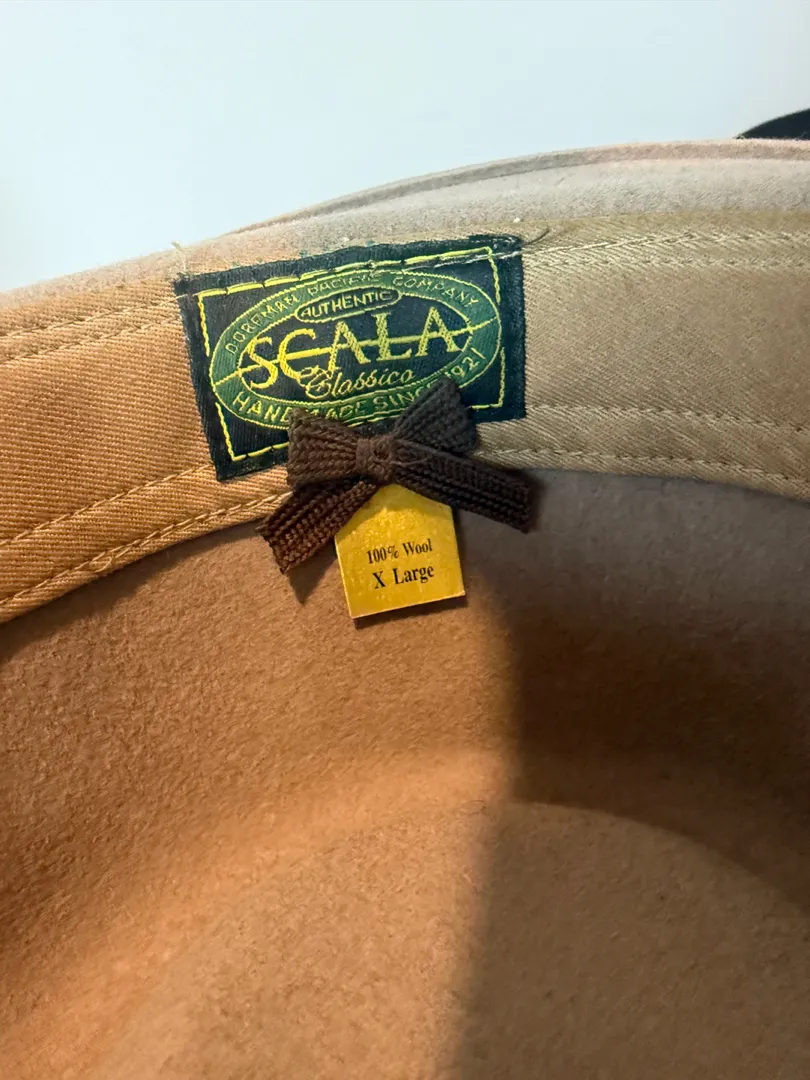 DORFMAN PACIFIC COMPANY
AUTHENTIC
SCALA
Classico
HANDMADE SINCE 1921
100% Wool
X Large